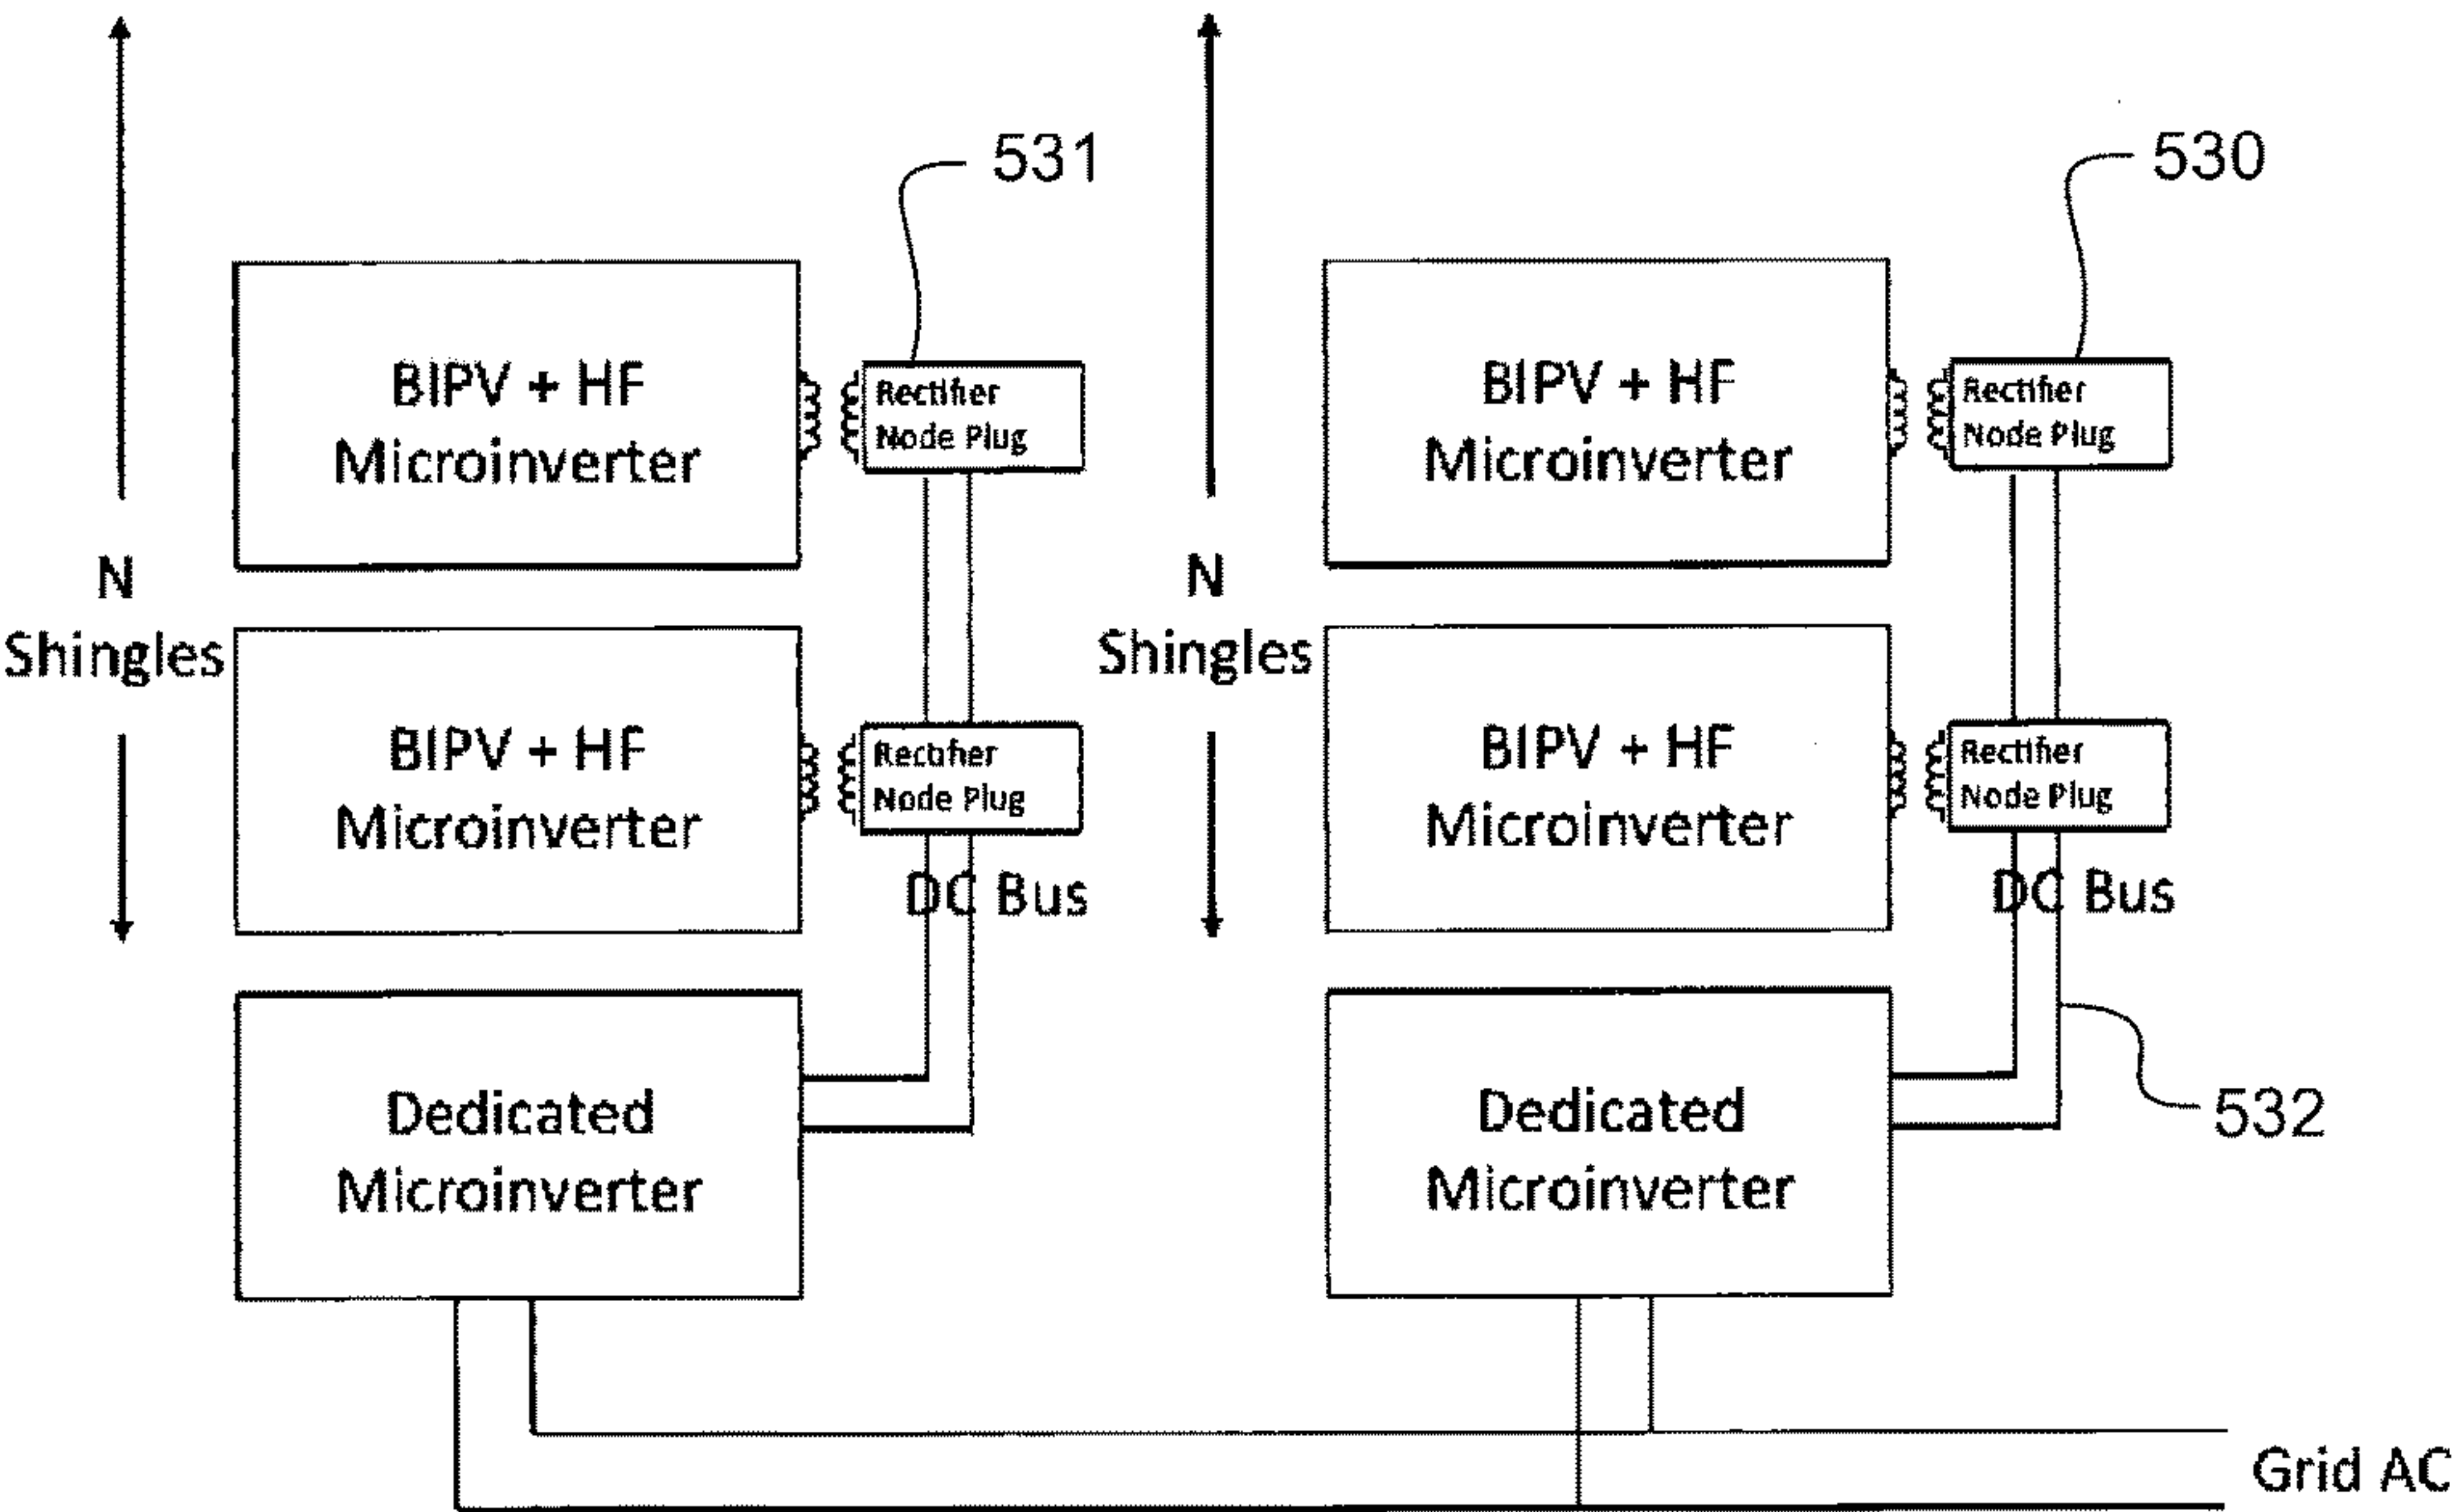 531
530
BIPV + HF
Microinverter
Rectifier
Node Plug
BIPV + HF
Microinverter
Rectifier
Node Plug
N
Shingles
N
Shingles
BIPV + HF
Microinverter
Rectifier
Node Plug
DC Bus
BIPV + HF
Microinverter
Rectifier
Node Plug
DC Bus
Dedicated
Microinverter
Dedicated
Microinverter
532
Grid AC